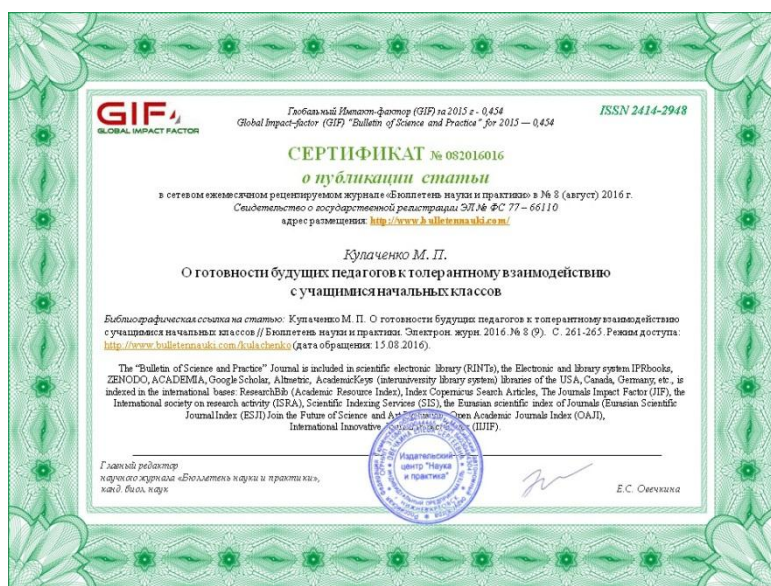 GIF
GLOBAL IMPACT FACTOR
Глобальный Импакт-фактор (GIF) за 2015 г - 0,454
Global Impact-factor (GIF) "Bulletin of Science and Practice" for 2015 — 0,454
ISSN 2414-2948
СЕРТИФИКАТ № 082016016
о публикации статьи
в сетевом ежемесячном рецензируемом журнале «Бюллетень науки и практики» в № 8 (август) 2016 г.
Свидетельство о государственной регистрации ЭЛ № ФС 77 – 66110
адрес размещения: http://www.bulletennauki.com/
Кулаченко М. П.
О готовности будущих педагогов к толерантному взаимодействию
с учащимися начальных классов
Библиографическая ссылка на статью: Кулаченко М. П. О готовности будущих педагогов к толерантному взаимодействию
с учащимися начальных классов // Бюллетень науки и практики. Электрон. журн. 2016. № 8 (9). С. 261-265. Режим доступа:
http://www.bulletennauki.com/kulachenko (дата обращения: 15.08.2016).
The "Bulletin of Science and Practice" Journal is included in scientific electronic library (RINTs), the Electronic and library system IPRbooks,
ZENODO, ACADEMIA, Google Scholar, Altmetric, AcademicKeys (interuniversity library system) libraries of the USA, Canada, Germany, etc., is
indexed in the international bases: ResearchBib (Academic Resource Index), Index Copernicus Search Articles, The Journals Impact Factor (JIF), the
International society on research activity (ISRA), Scientific Indexing Services (SIS), the Eurasian scientific index of Journals (Eurasian Scientific
Journal Index (ESJI) Join the Future of Science and Art Open Academic Journals Index (OAJI),
International Innovative (IIJIF).
Издательский
центр "Наука
и практика"
Главный редактор
научного журнала «Бюллетень науки и практики»,
канд. биол. наук
Е.С. Овечкина